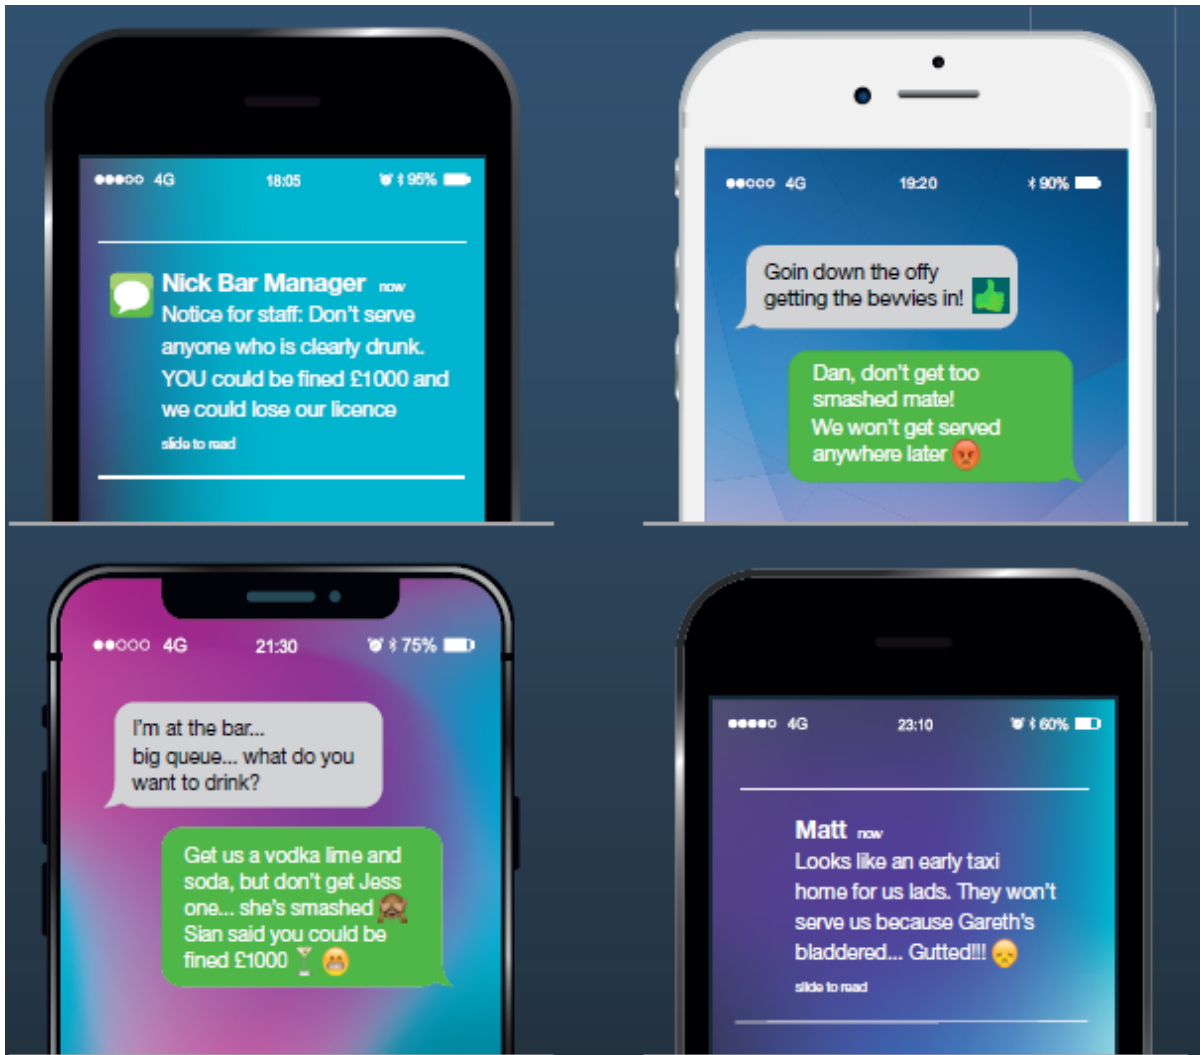 4G 18:05 95%
Nick Bar Manager now
Notice for staff: Don't serve
anyone who is clearly drunk.
YOU could be fined £1000 and
we could lose our licence
slide to read
4G 19:20 90%
Goin down the offy
getting the bevvies in!
Dan, don't get too
smashed mate!
We won't get served
anywhere later
4G 21:30 75%
I'm at the bar...
big queue... what do you
want to drink?
Get us a vodka lime and
soda, but don't get Jess
one... she's smashed
Sian said you could be
fined £1000
4G 23:10 60%
Matt now
Looks like an early taxi
home for us lads. They won't
serve us because Gareth's
bladdered... Gutted!!!
slide to read